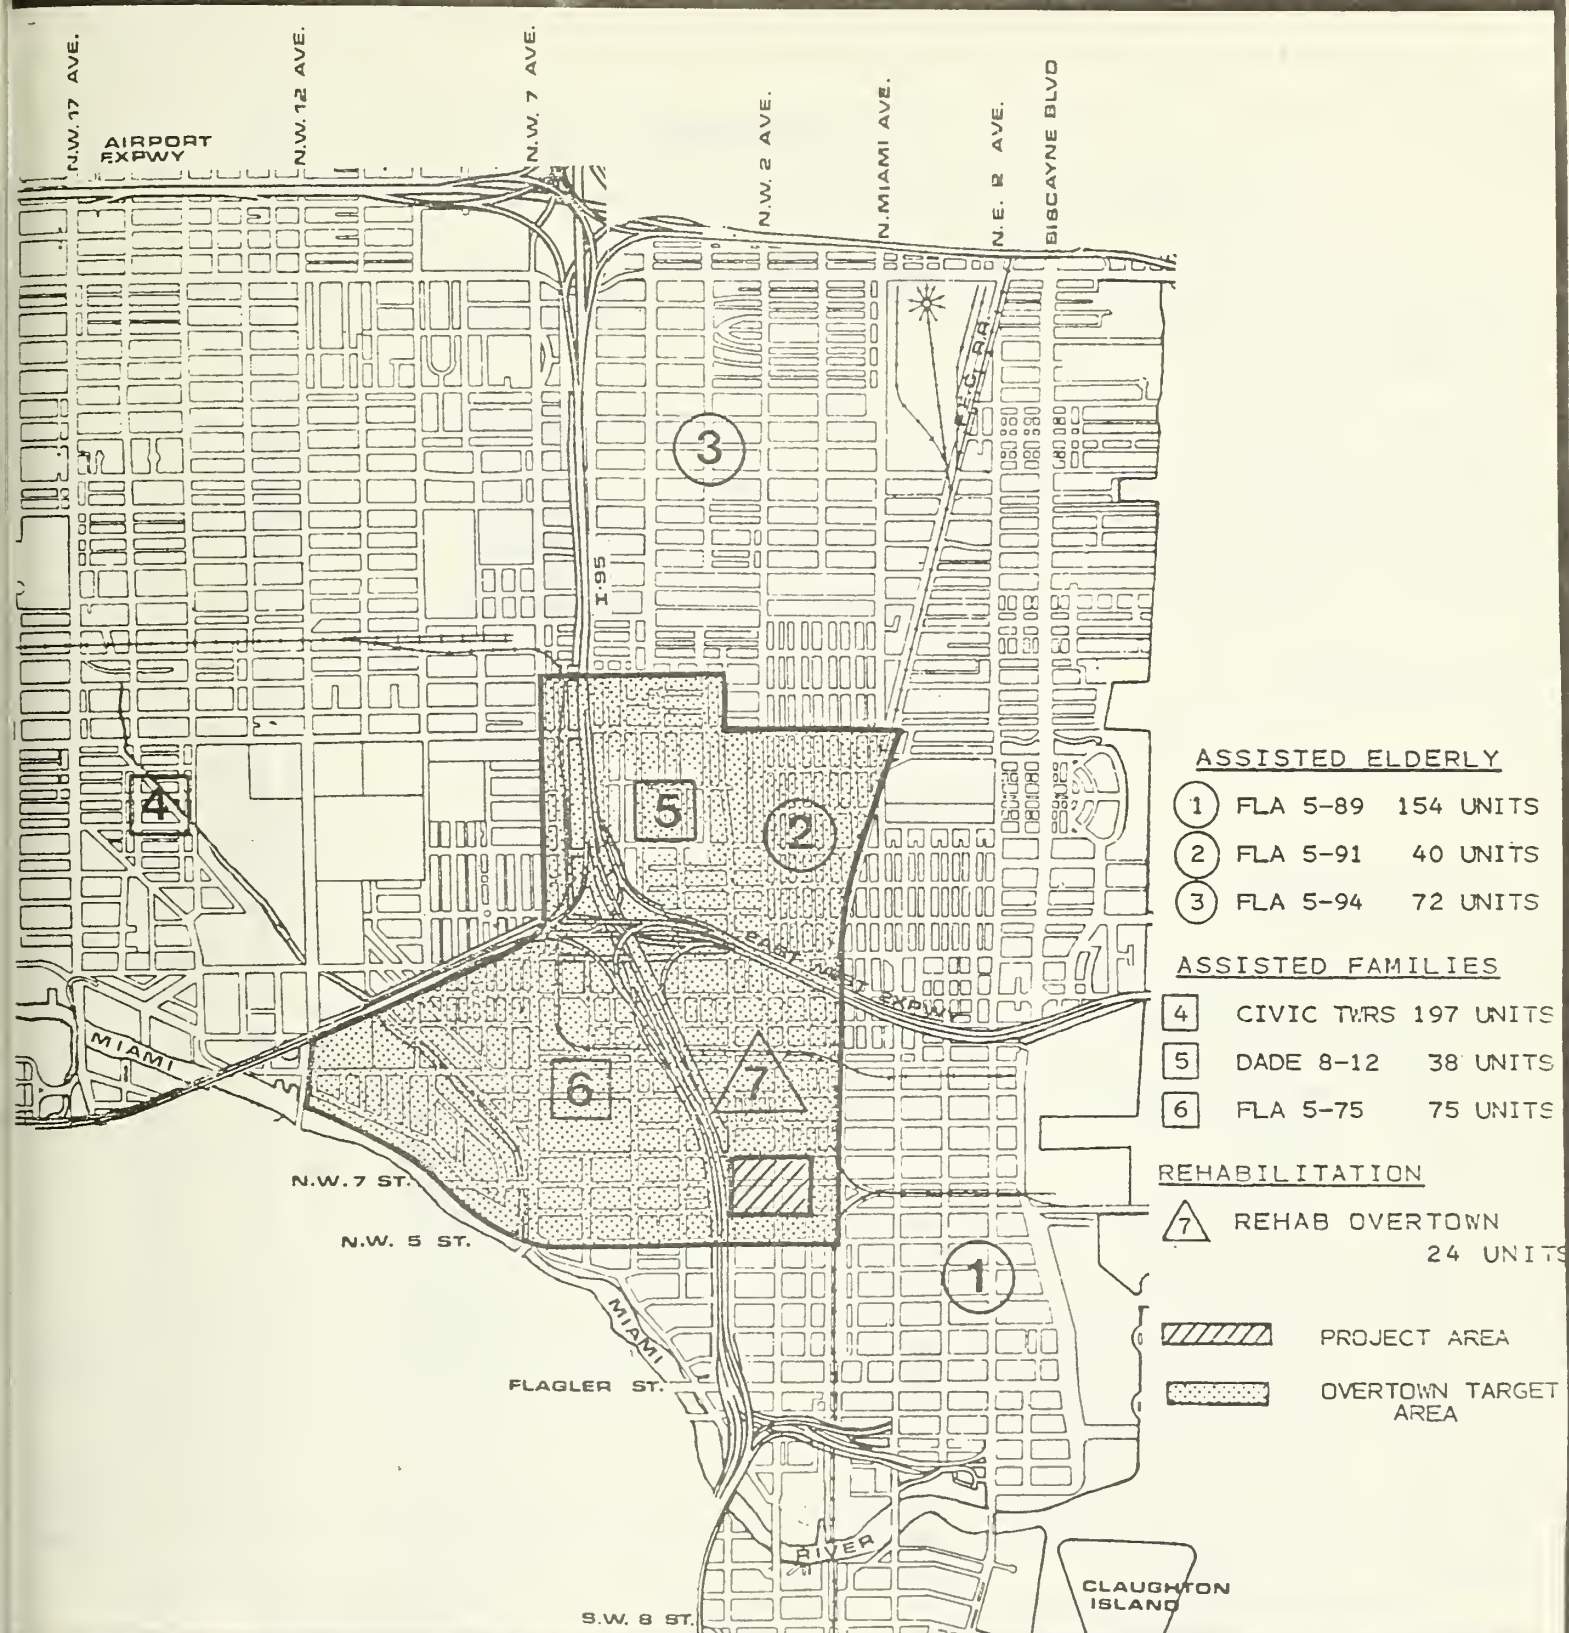 N.W. 17 AVE.
N.W. 12 AVE.
N.W. 7 AVE.
N.W. 2 AVE.
N. MIAMI AVE.
N.E. 2 AVE.
BISCAYNE BLVD
AIRPORT
EXPWY
F.E.C. R.R.
3
I-95
4
5
2
EAST WEST EXPWY
MIAMI
6
7
N.W. 7 ST.
N.W. 5 ST.
1
MIAMI
FLAGLER ST.
RIVER
S.W. 8 ST.
CLAUGHTON
ISLAND
ASSISTED ELDERLY
1 FLA 5-89 154 UNITS
2 FLA 5-91 40 UNITS
3 FLA 5-94 72 UNITS
ASSISTED FAMILIES
4 CIVIC TWRS 197 UNITS
5 DADE 8-12 38 UNITS
6 FLA 5-75 75 UNITS
REHABILITATION
7 REHAB OVERTOWN
24 UNITS
PROJECT AREA
OVERTOWN TARGET
AREA